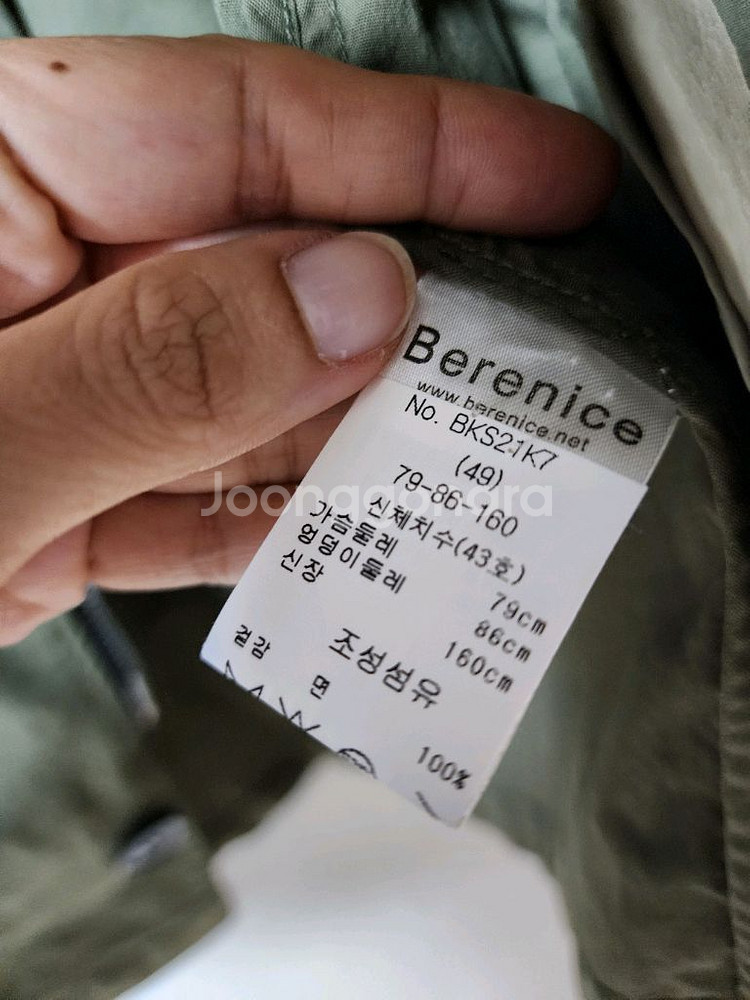 Berenice
www.berenice.net
No. BKS21K7
(49)
79-86-160
신체치수(43호)
가슴둘레 79cm
엉덩이둘레 86cm
신장 160cm
조성섬유
겉감 면 100%
Joonggonara